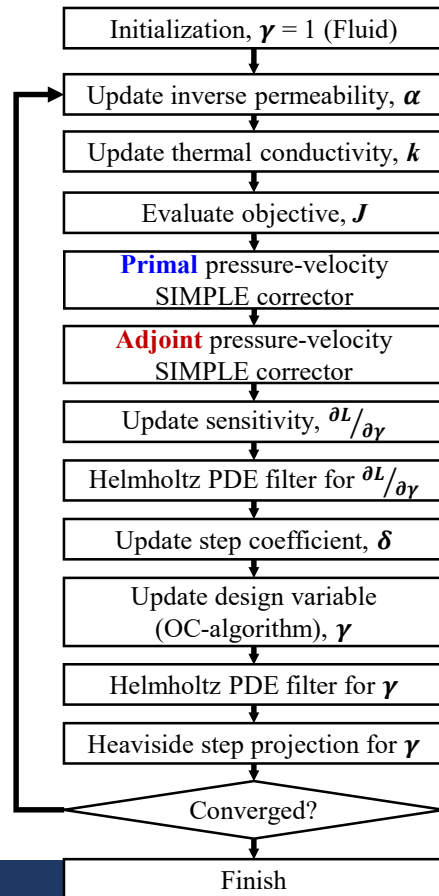 Initialization, γ = 1 (Fluid)
Update inverse permeability, α
Update thermal conductivity, k
Evaluate objective, J
Primal pressure-velocity
SIMPLE corrector
Adjoint pressure-velocity
SIMPLE corrector
Update sensitivity, ∂L/∂γ
Helmholtz PDE filter for ∂L/∂γ
Update step coefficient, δ
Update design variable
(OC-algorithm), γ
Helmholtz PDE filter for γ
Heaviside step projection for γ
Converged?
Finish